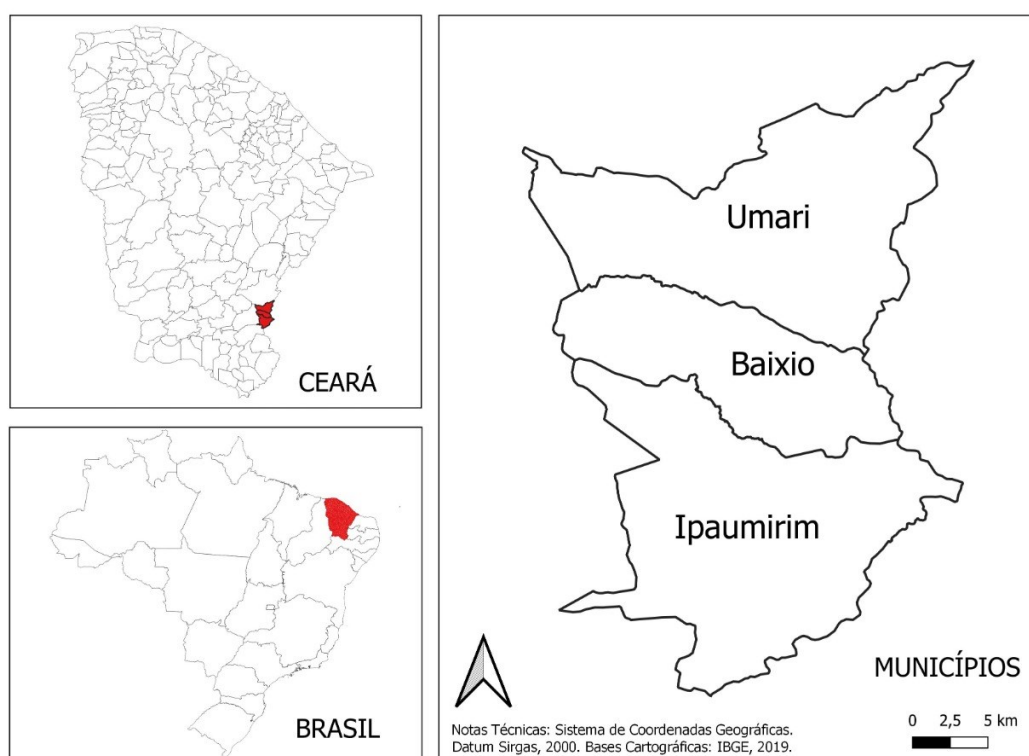 CEARÁ
BRASIL
Umari
Baixio
Ipaumirim
MUNICÍPIOS
Notas Técnicas: Sistema de Coordenadas Geográficas.
Datum Sirgas, 2000. Bases Cartográficas: IBGE, 2019.
0 2,5 5 km